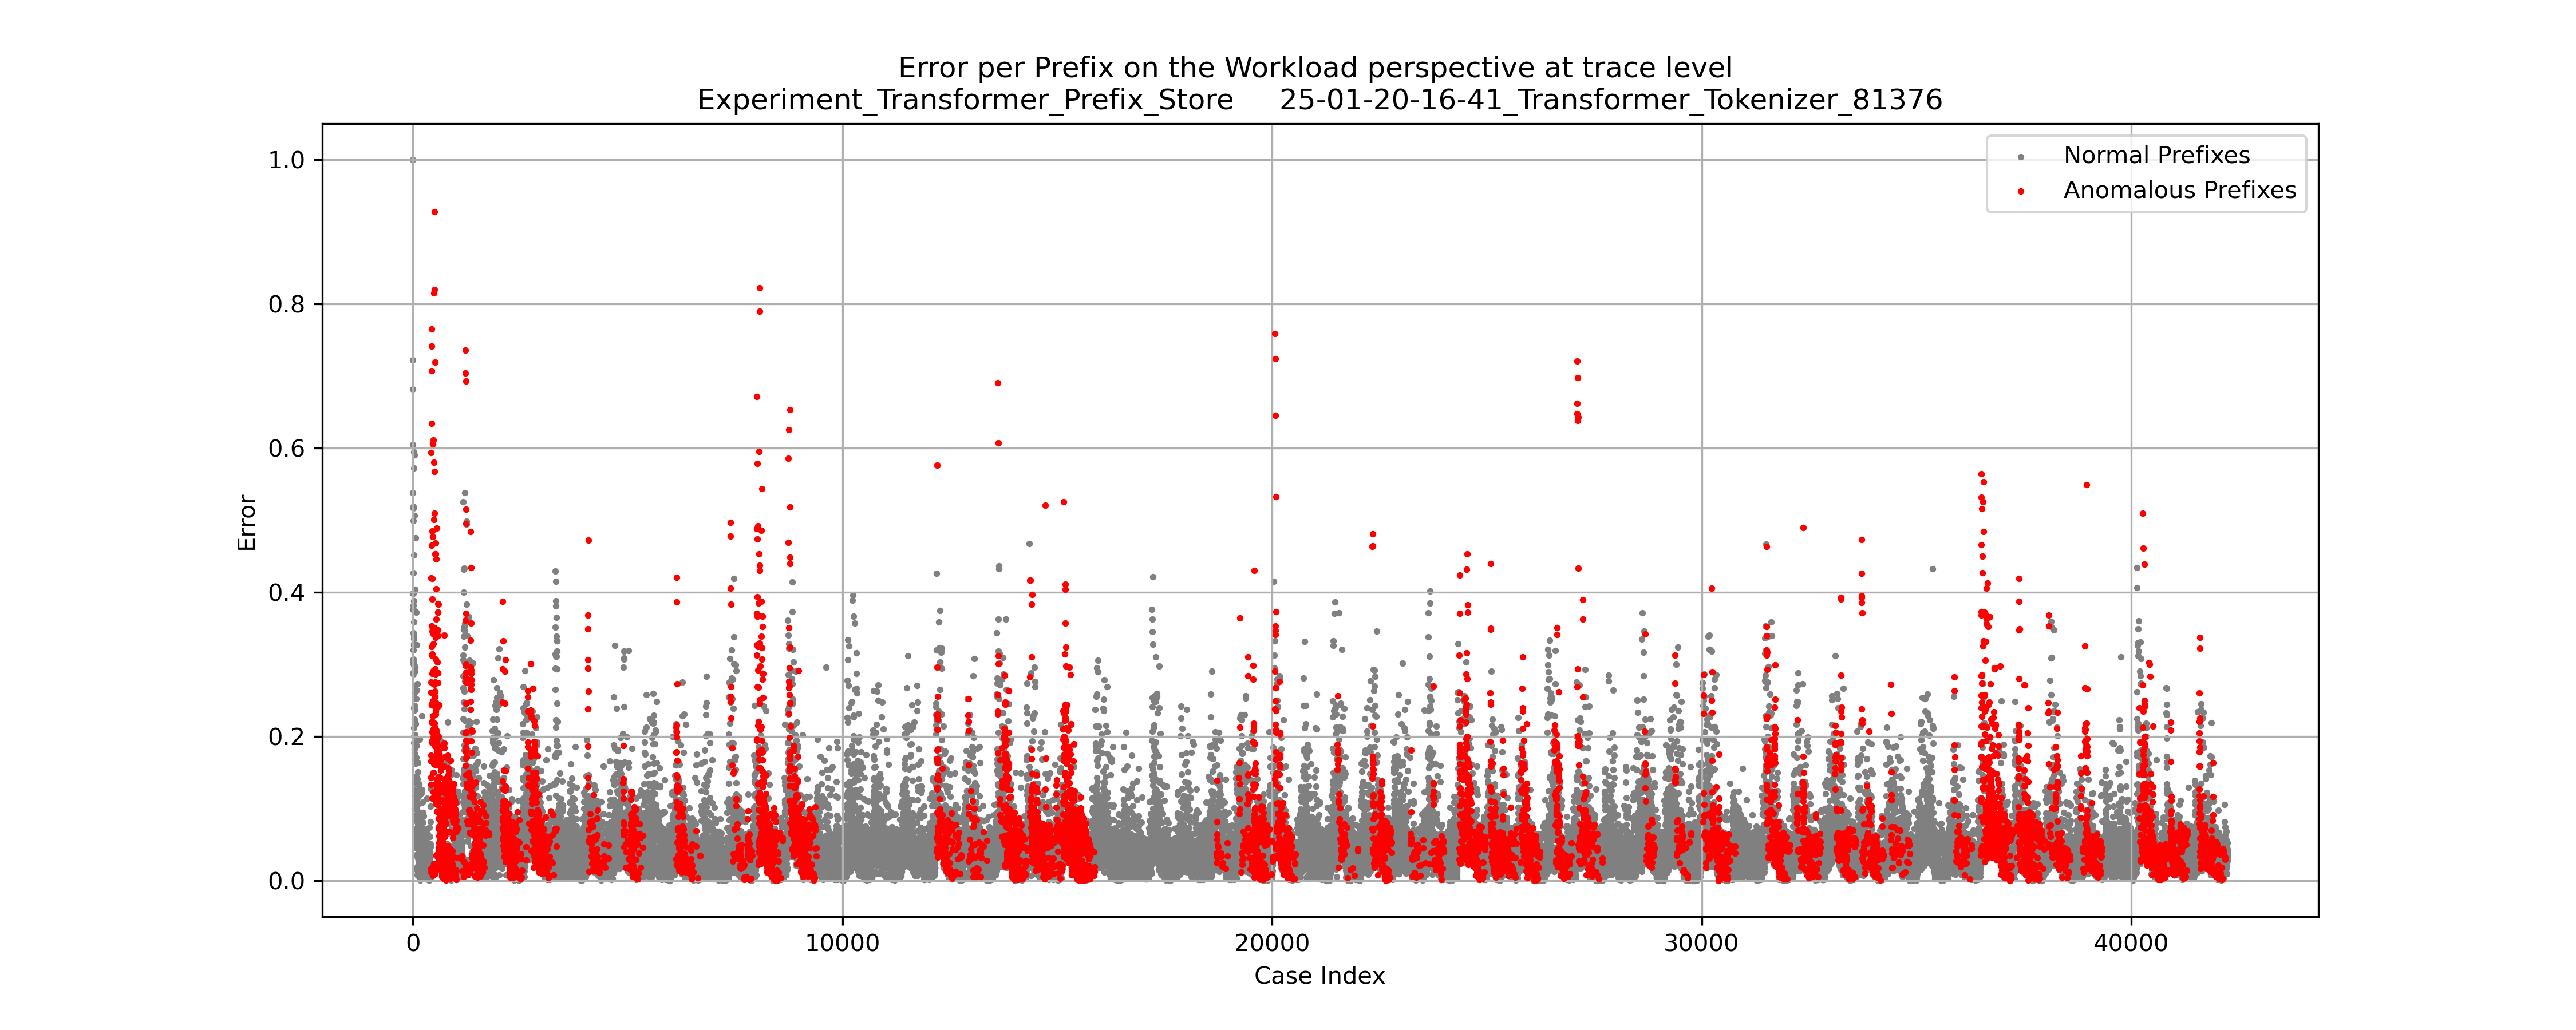 Error per Prefix on the Workload perspective at trace level
Experiment_Transformer_Prefix_Store 25-01-20-16-41_Transformer_Tokenizer_81376
Normal Prefixes
Anomalous Prefixes
1.0
0.8
0.6
0.4
0.2
0.0
Error
0 10000 20000 30000 40000
Case Index